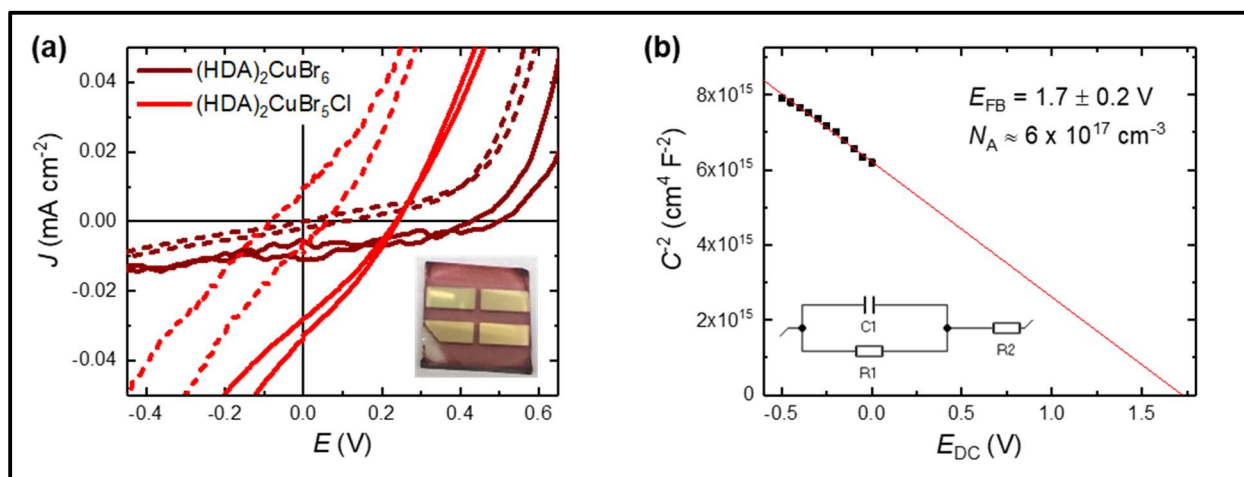 (a)
(HDA)₂CuBr₆
(HDA)₂CuBr₅Cl
0.04
0.02
0.00
-0.02
-0.04
J (mA cm⁻²)
-0.4 -0.2 0.0 0.2 0.4 0.6
E (V)
(b)
E_FB = 1.7 ± 0.2 V
N_A ≈ 6 x 10¹⁷ cm⁻³
8x10¹⁵
6x10¹⁵
4x10¹⁵
2x10¹⁵
0
C⁻² (cm⁴ F⁻²)
C1
R1
R2
-0.5 0.0 0.5 1.0 1.5
E_DC (V)